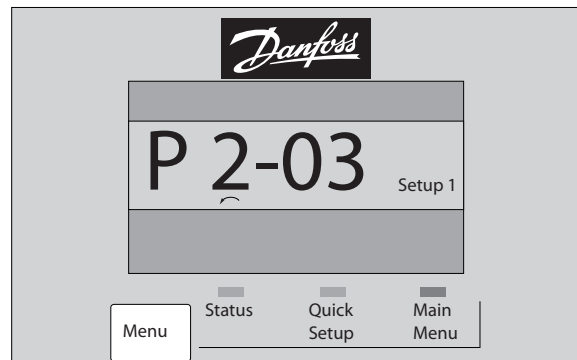 Danfoss
P 2-03
Setup 1
Status
Quick
Setup
Main
Menu
Menu